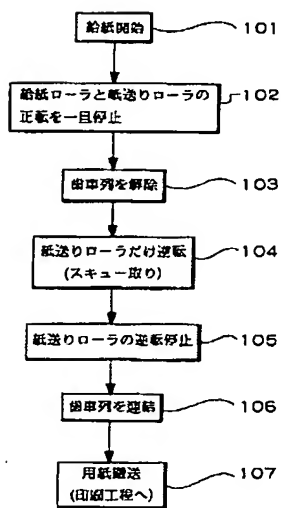 給紙開始
101
給紙ローラと紙送りローラの
正転を一旦停止
102
歯車列を解除
103
紙送りローラだけ逆転
(スキュー取り)
104
紙送りローラの逆転停止
105
歯車列を連結
106
用紙搬送
(印刷工程へ)
107